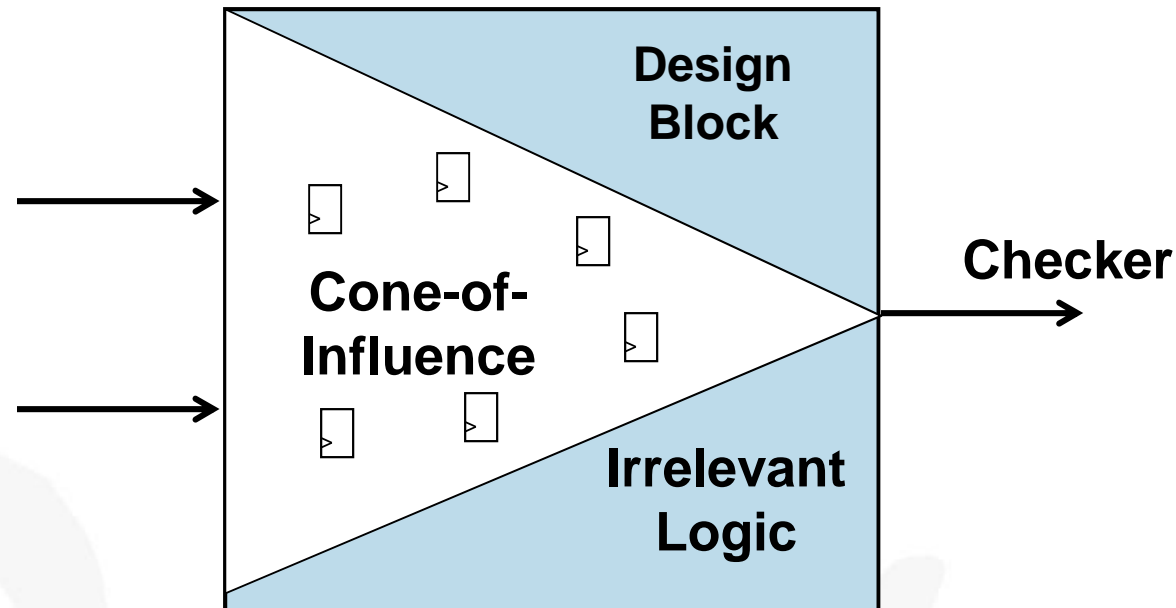 Design
Block
Checker
Cone-of-
Influence
Irrelevant
Logic